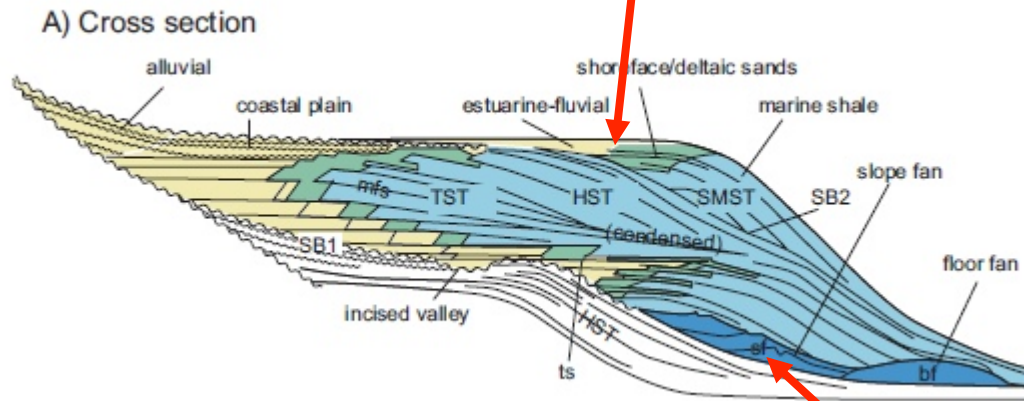 A) Cross section
alluvial
shoreface/deltaic sands
coastal plain
estuarine-fluvial
marine shale
slope fan
mfs
TST
HST
SMST
SB2
SB1
(condensed)
floor fan
incised valley
HST
ts
sf
bf